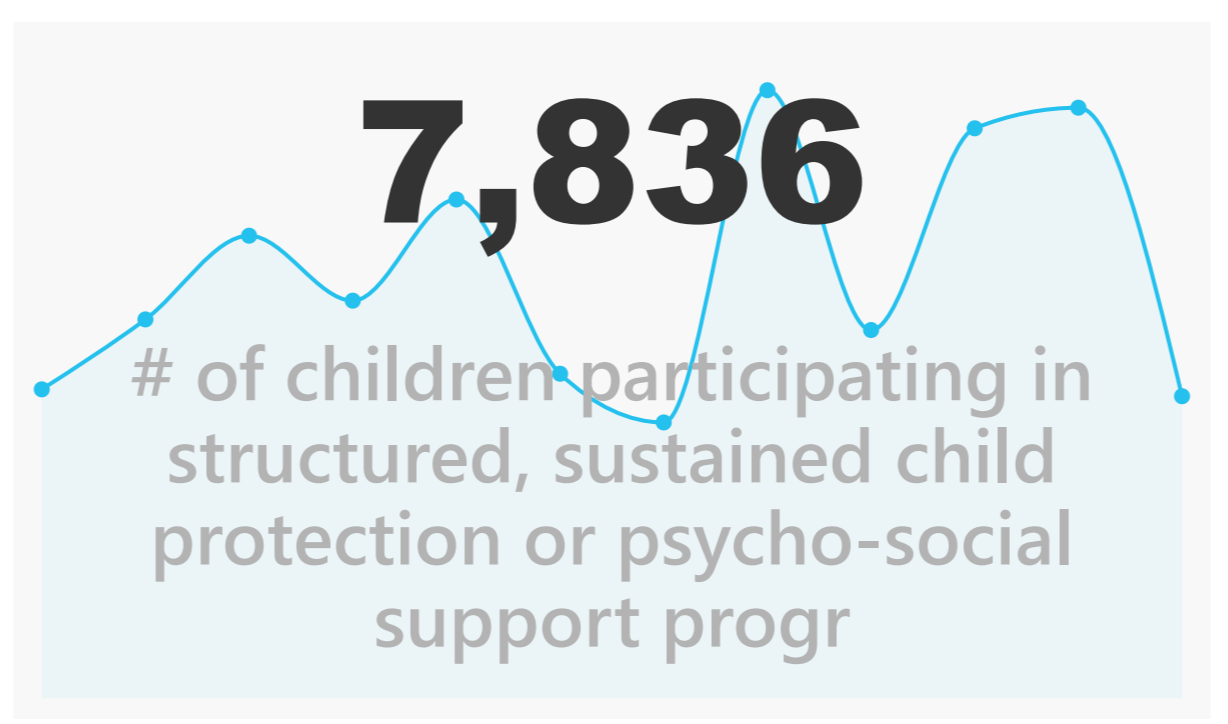 7,836
# of children participating in
structured, sustained child
protection or psycho-social
support progr